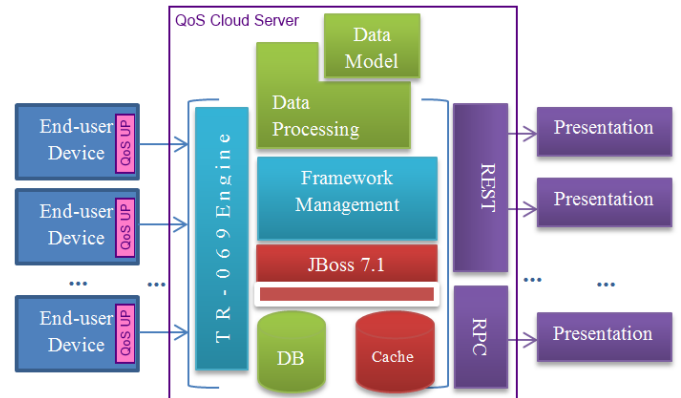 QoS Cloud Server
Data
Model
Data
Processing
End-user
Device
QoS UP
End-user
Device
QoS UP
...
...
End-user
Device
QoS UP
TR-069 Engine
Framework
Management
JBoss 7.1
DB
Cache
REST
RPC
Presentation
Presentation
...
...
Presentation